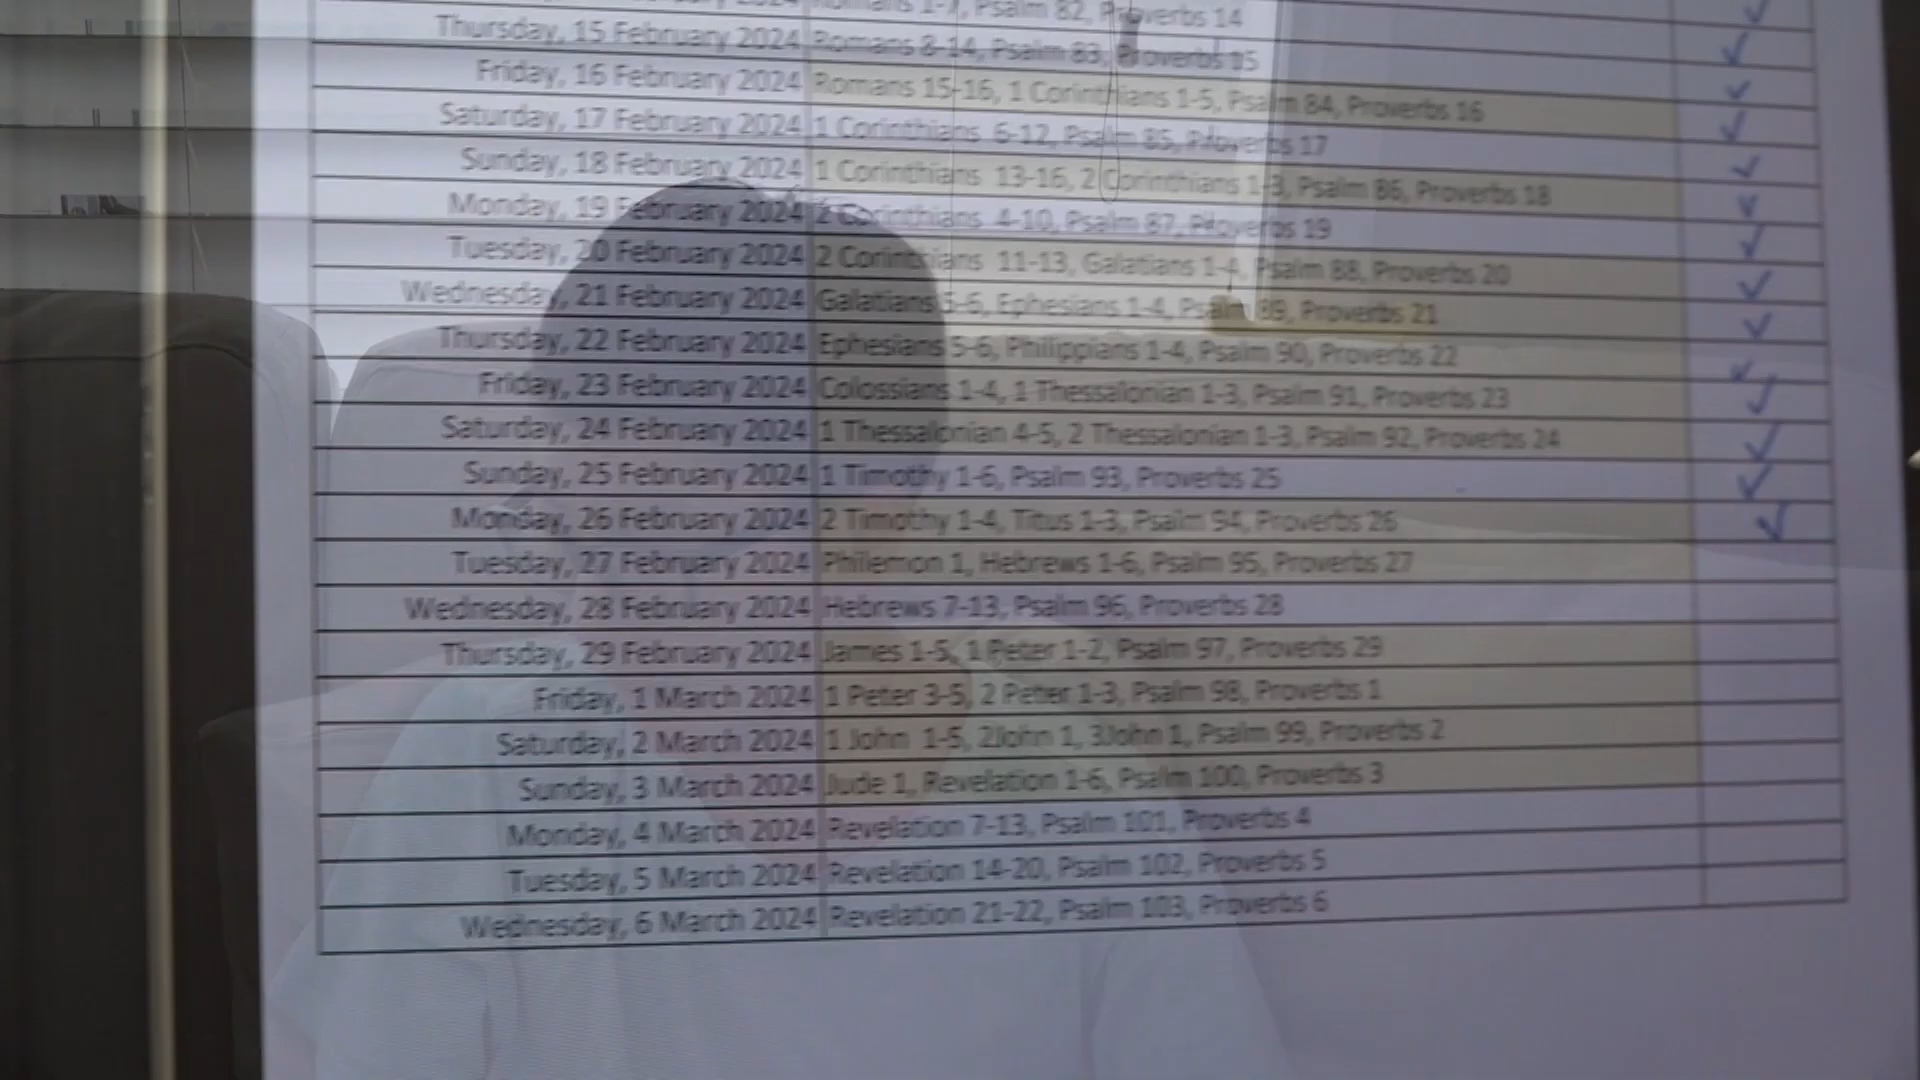 2024 Romans 1-7, Psalm 82, Proverbs 14 ✓
Thursday, 15 February 2024 Romans 8-14, Psalm 83, Proverbs 15 ✓
Friday, 16 February 2024 Romans 15-16, 1 Corinthians 1-5, Psalm 84, Proverbs 16 ✓
Saturday, 17 February 2024 1 Corinthians 6-12, Psalm 85, Proverbs 17 ✓
Sunday, 18 February 2024 1 Corinthians 13-16, 2 Corinthians 1-3, Psalm 86, Proverbs 18 ✓
Monday, 19 February 2024 2 Corinthians 4-10, Psalm 87, Proverbs 19 ✓
Tuesday, 20 February 2024 2 Corinthians 11-13, Galatians 1-4, Psalm 88, Proverbs 20 ✓
Wednesday, 21 February 2024 Galatians 5-6, Ephesians 1-4, Psalm 89, Proverbs 21 ✓
Thursday, 22 February 2024 Ephesians 5-6, Philippians 1-4, Psalm 90, Proverbs 22 ✓
Friday, 23 February 2024 Colossians 1-4, 1 Thessalonian 1-3, Psalm 91, Proverbs 23 ✓
Saturday, 24 February 2024 1 Thessalonian 4-5, 2 Thessalonian 1-3, Psalm 92, Proverbs 24 ✓
Sunday, 25 February 2024 1 Timothy 1-6, Psalm 93, Proverbs 25 ✓
Monday, 26 February 2024 2 Timothy 1-4, Titus 1-3, Psalm 94, Proverbs 26 ✓
Tuesday, 27 February 2024 Philemon 1, Hebrews 1-6, Psalm 95, Proverbs 27
Wednesday, 28 February 2024 Hebrews 7-13, Psalm 96, Proverbs 28
Thursday, 29 February 2024 James 1-5, 1 Peter 1-2, Psalm 97, Proverbs 29
Friday, 1 March 2024 1 Peter 3-5, 2 Peter 1-3, Psalm 98, Proverbs 1
Saturday, 2 March 2024 1 John 1-5, 2John 1, 3John 1, Psalm 99, Proverbs 2
Sunday, 3 March 2024 Jude 1, Revelation 1-6, Psalm 100, Proverbs 3
Monday, 4 March 2024 Revelation 7-13, Psalm 101, Proverbs 4
Tuesday, 5 March 2024 Revelation 14-20, Psalm 102, Proverbs 5
Wednesday, 6 March 2024 Revelation 21-22, Psalm 103, Proverbs 6